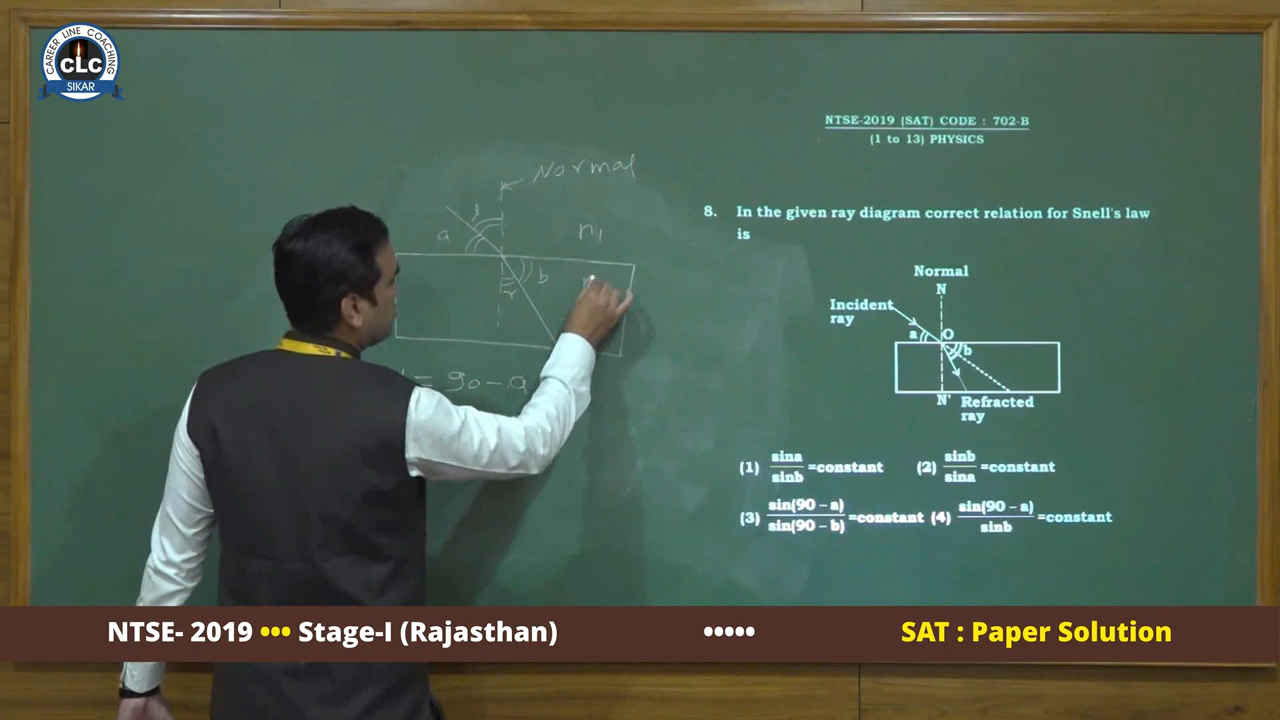 CAREER LINE COACHING
CLC
SIKAR
NTSE-2019 (SAT) CODE : 702-B
(1 to 13) PHYSICS
Normal
i
a
n₁
b
r
= 90 - a
8. In the given ray diagram correct relation for Snell's law
is
Normal
N
Incident
ray
a
O
b
N'
Refracted
ray
(1) sina/sinb =constant (2) sinb/sina =constant
(3) sin(90 – a)/sin(90 – b) =constant (4) sin(90 – a)/sinb =constant
NTSE- 2019 ••• Stage-I (Rajasthan) ••••• SAT : Paper Solution